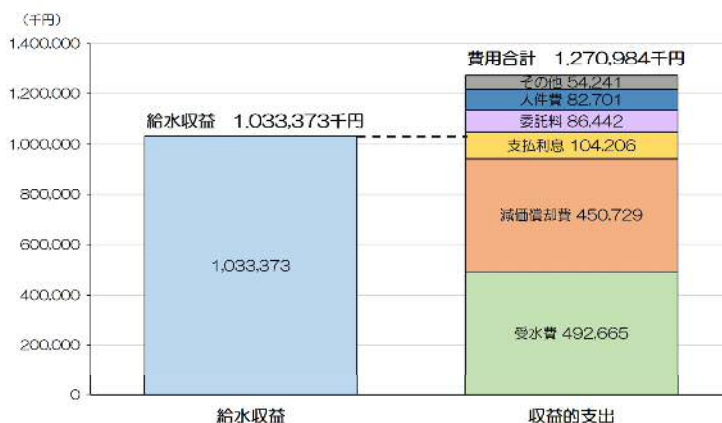 （千円）
1,400,000
1,200,000
1,000,000
800,000
600,000
400,000
200,000
0
給水収益　1,033,373千円
1,033,373
給水収益
費用合計　1,270,984千円
その他 54,241
人件費 82,701
委託料 86,442
支払利息 104,206
減価償却費 450,729
受水費 492,665
収益的支出